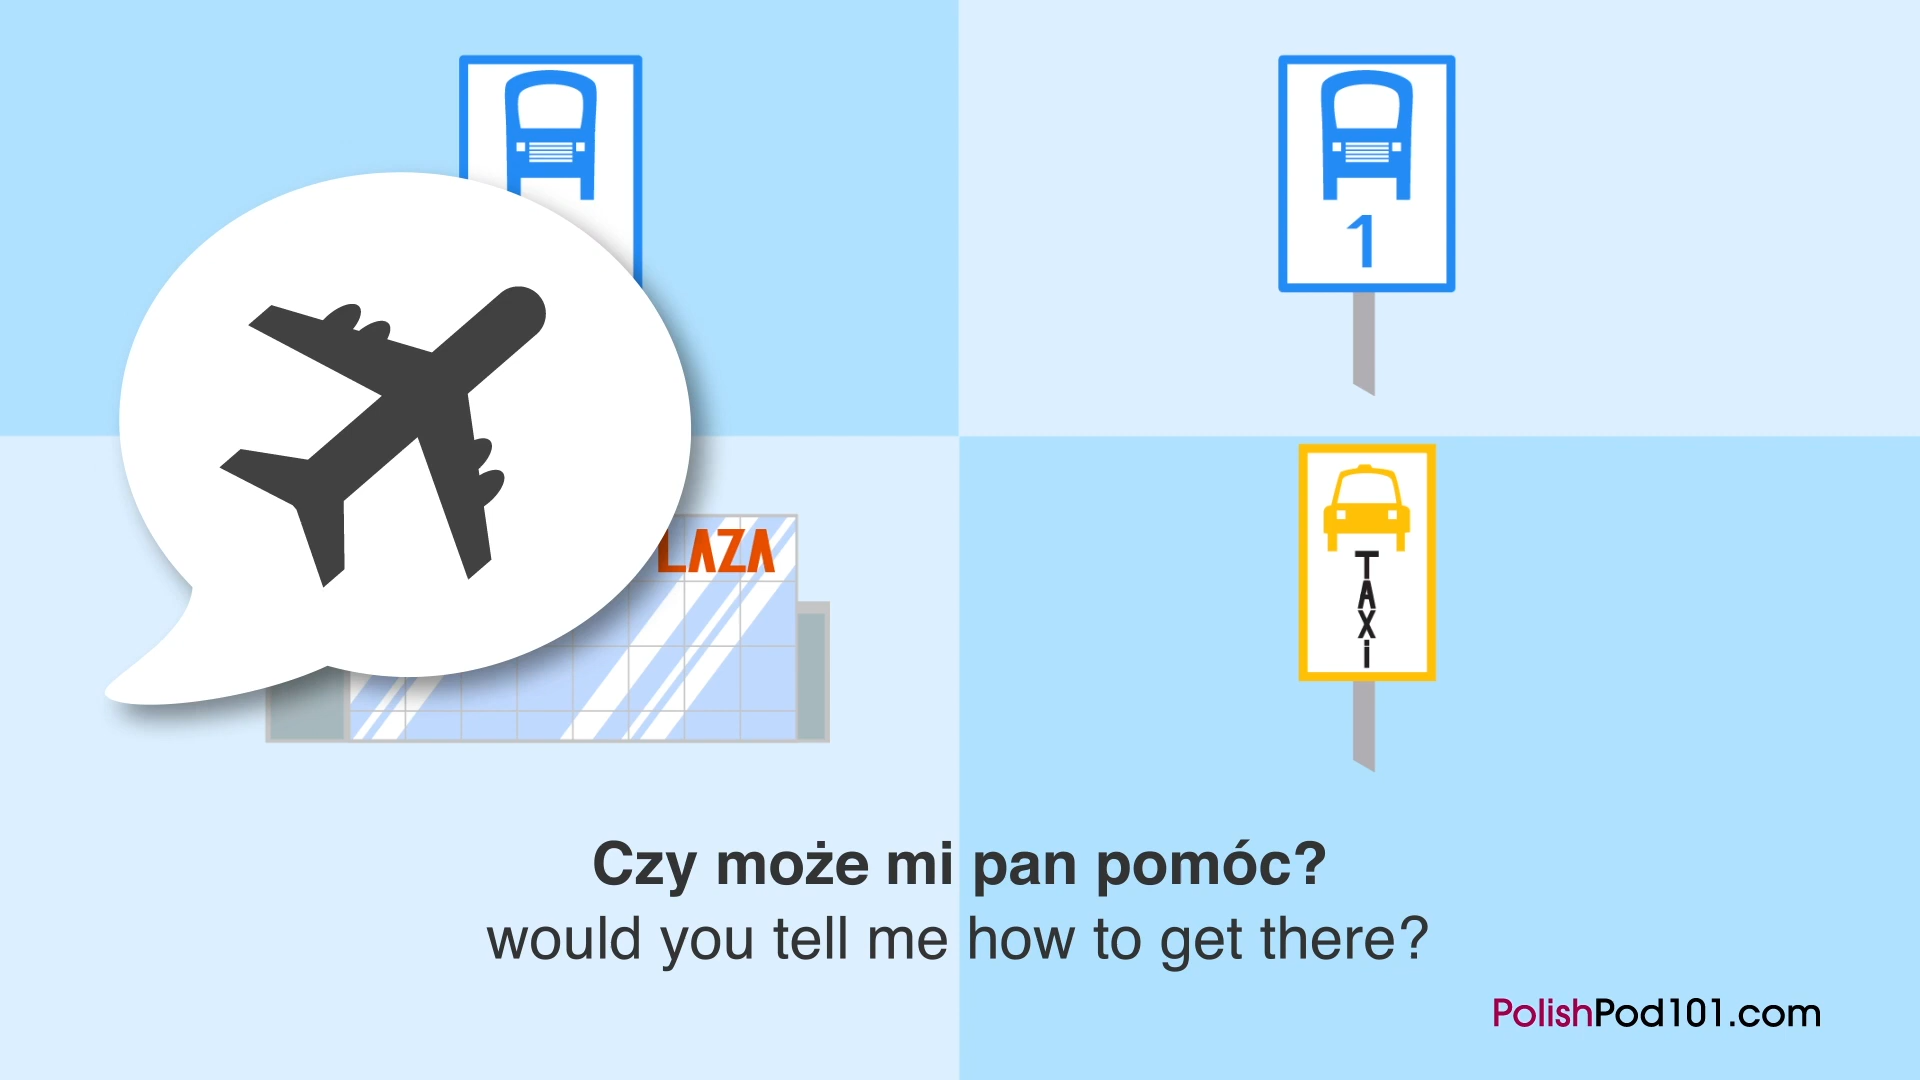 1
LAZA
TAXi
Czy może mi pan pomóc?
would you tell me how to get there?
PolishPod101.com